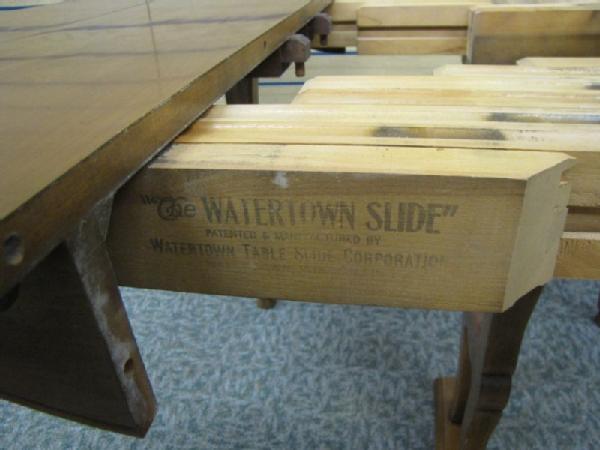 "The WATERTOWN SLIDE"
PATENTED & MANUFACTURED BY
WATERTOWN TABLE SLIDE CORPORATION